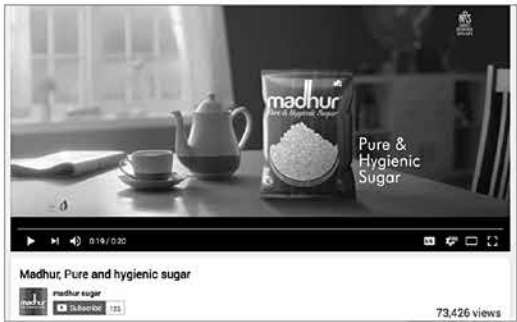 madhur
Pure & Hygienic Sugar
Pure &
Hygienic
Sugar
0:19 / 0:20
Madhur, Pure and hygienic sugar
madhur sugar
madhur
Subscribe
73,426 views